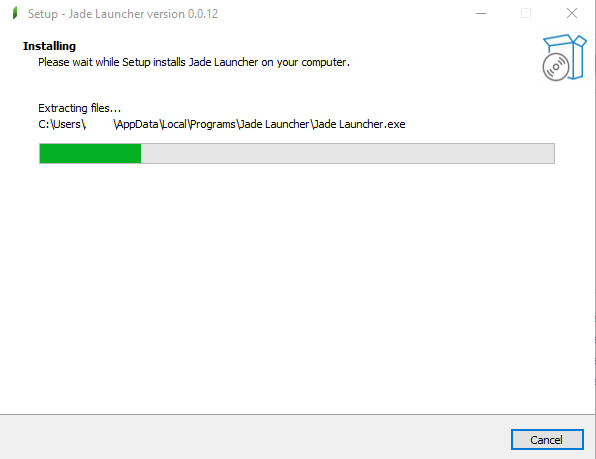 Setup - Jade Launcher version 0.0.12
Installing
Please wait while Setup installs Jade Launcher on your computer.
Extracting files...
C:\Users\ \AppData\Local\Programs\Jade Launcher\Jade Launcher.exe
Cancel